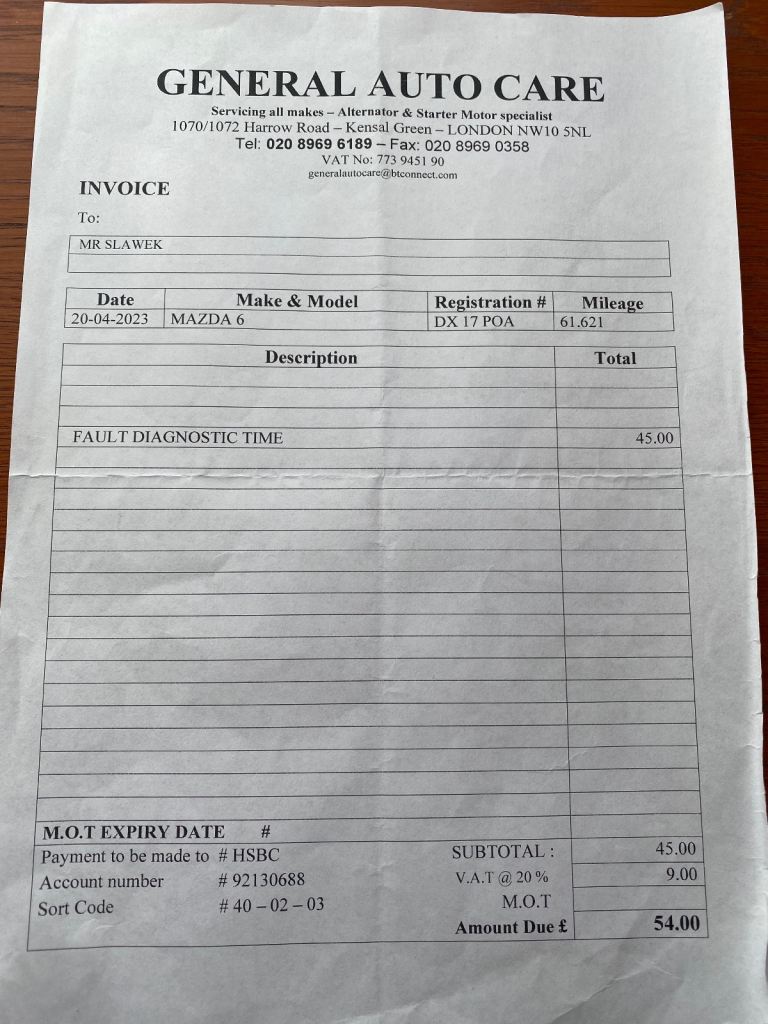 GENERAL AUTO CARE
Servicing all makes – Alternator & Starter Motor specialist
1070/1072 Harrow Road – Kensal Green – LONDON NW10 5NL
Tel: 020 8969 6189 – Fax: 020 8969 0358
VAT No: 773 9451 90
generalautocare@btconnect.com
INVOICE
To:
MR SLAWEK
Date Make & Model Registration # Mileage
20-04-2023 MAZDA 6 DX 17 POA 61.621
Description Total
FAULT DIAGNOSTIC TIME 45.00
M.O.T EXPIRY DATE #
Payment to be made to # HSBC SUBTOTAL : 45.00
Account number # 92130688 V.A.T @ 20 % 9.00
Sort Code # 40 – 02 – 03 M.O.T
Amount Due £ 54.00